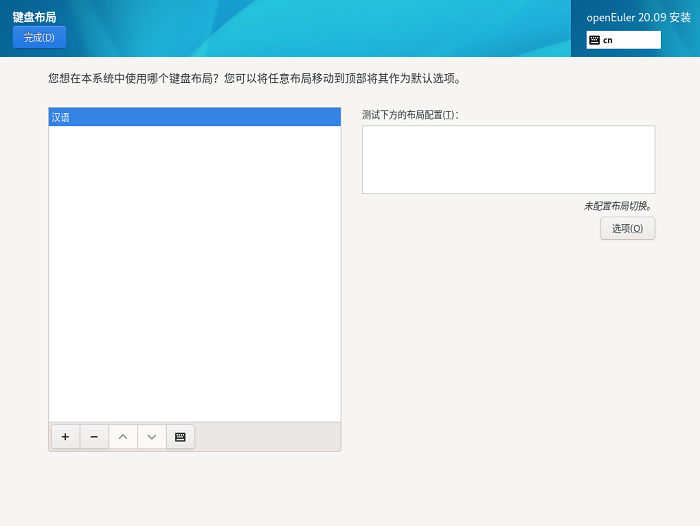 键盘布局
openEuler 20.09 安装
完成(D)
cn
您想在本系统中使用哪个键盘布局？您可以将任意布局移动到顶部将其作为默认选项。
汉语
测试下方的布局配置(T)：
未配置布局切换。
选项(O)